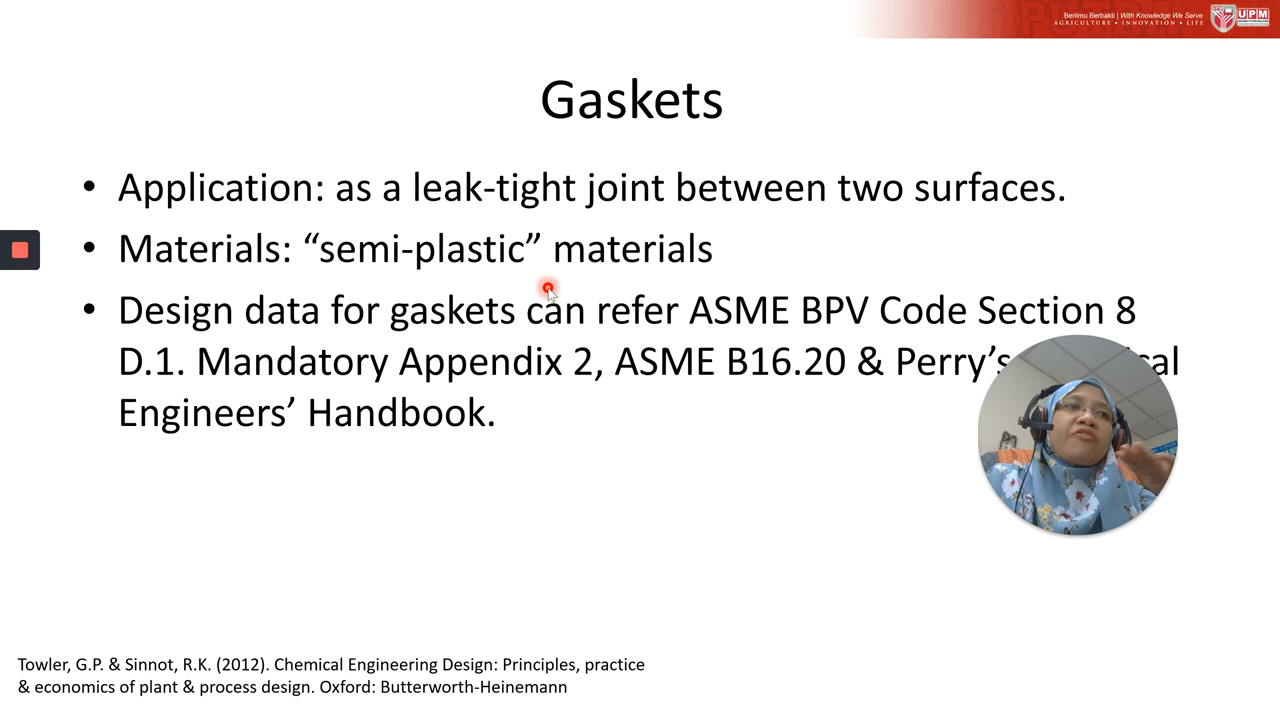 Berilmu Berbakti | With Knowledge We Serve
AGRICULTURE • INNOVATION • LIFE
UPM
Gaskets
• Application: as a leak-tight joint between two surfaces.
• Materials: “semi-plastic” materials
• Design data for gaskets can refer ASME BPV Code Section 8
D.1. Mandatory Appendix 2, ASME B16.20 & Perry’s
Engineers’ Handbook.
Towler, G.P. & Sinnot, R.K. (2012). Chemical Engineering Design: Principles, practice
& economics of plant & process design. Oxford: Butterworth-Heinemann